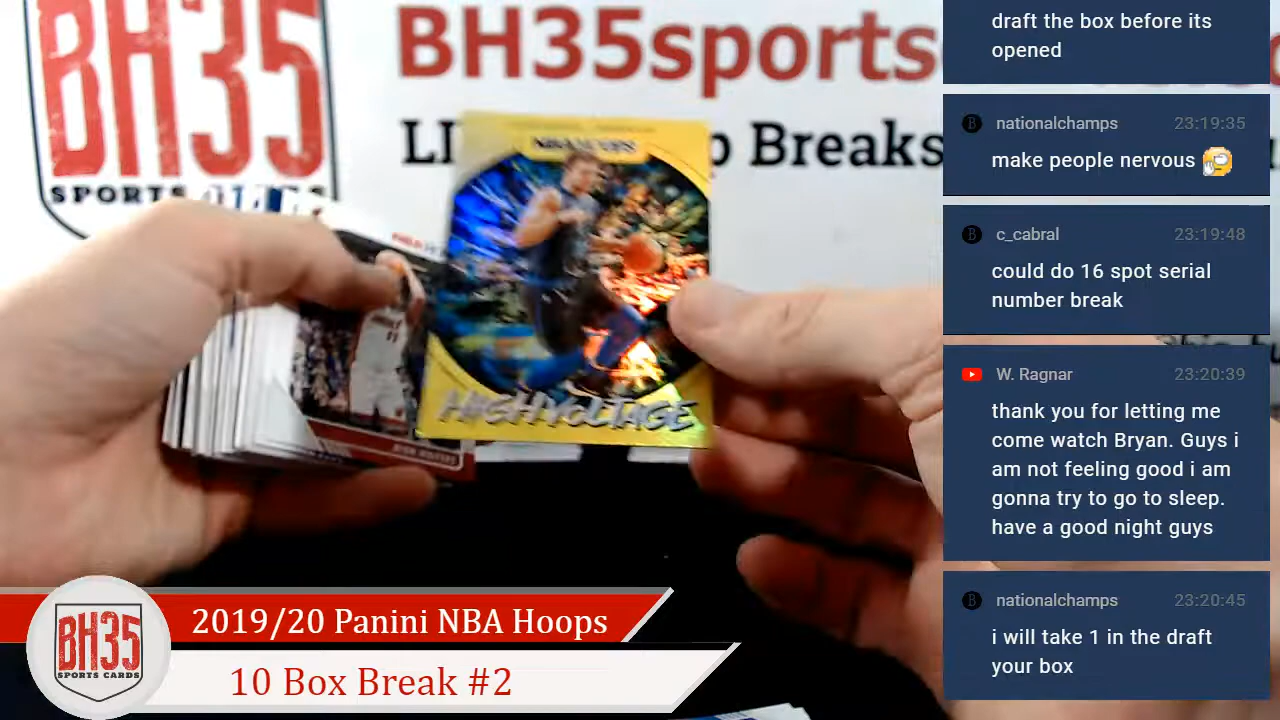 BH35
SPORTS
BH35sports
Breaks
HIGH VOLTAGE
2019/20 Panini NBA Hoops
10 Box Break #2
BH35
SPORTS CARDS
draft the box before its
opened
nationalchamps 23:19:35
make people nervous
c_cabral 23:19:48
could do 16 spot serial
number break
W. Ragnar 23:20:39
thank you for letting me
come watch Bryan. Guys i
am not feeling good i am
gonna try to go to sleep.
have a good night guys
nationalchamps 23:20:45
i will take 1 in the draft
your box